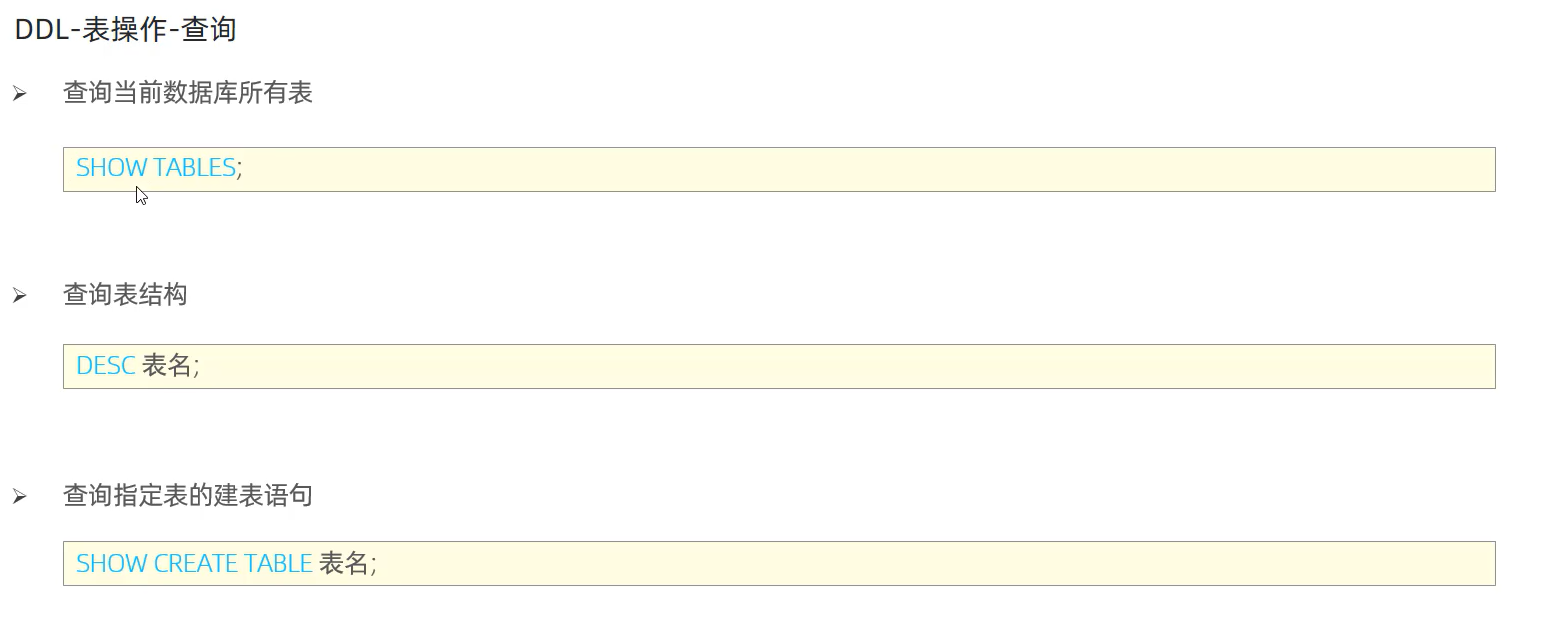 DDL-表操作-查询
查询当前数据库所有表
SHOW TABLES;
查询表结构
DESC 表名;
查询指定表的建表语句
SHOW CREATE TABLE 表名;